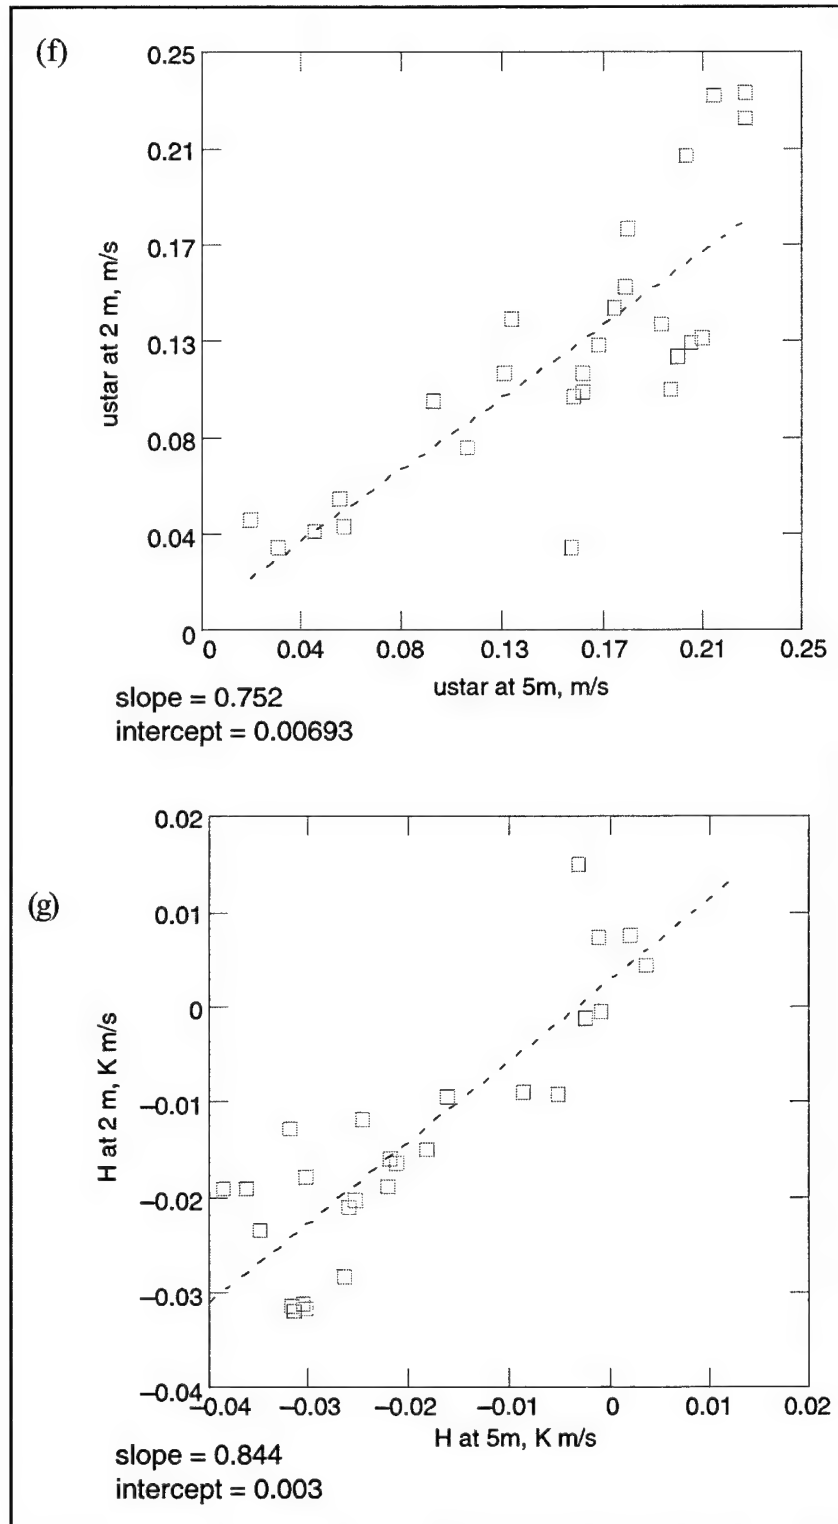 (f)
0.25
0.21
0.17
0.13
0.08
0.04
0
ustar at 2 m, m/s
0 0.04 0.08 0.13 0.17 0.21 0.25
ustar at 5m, m/s
slope = 0.752
intercept = 0.00693
(g)
0.02
0.01
0
−0.01
−0.02
−0.03
−0.04
H at 2 m, K m/s
−0.04 −0.03 −0.02 −0.01 0 0.01 0.02
H at 5m, K m/s
slope = 0.844
intercept = 0.003